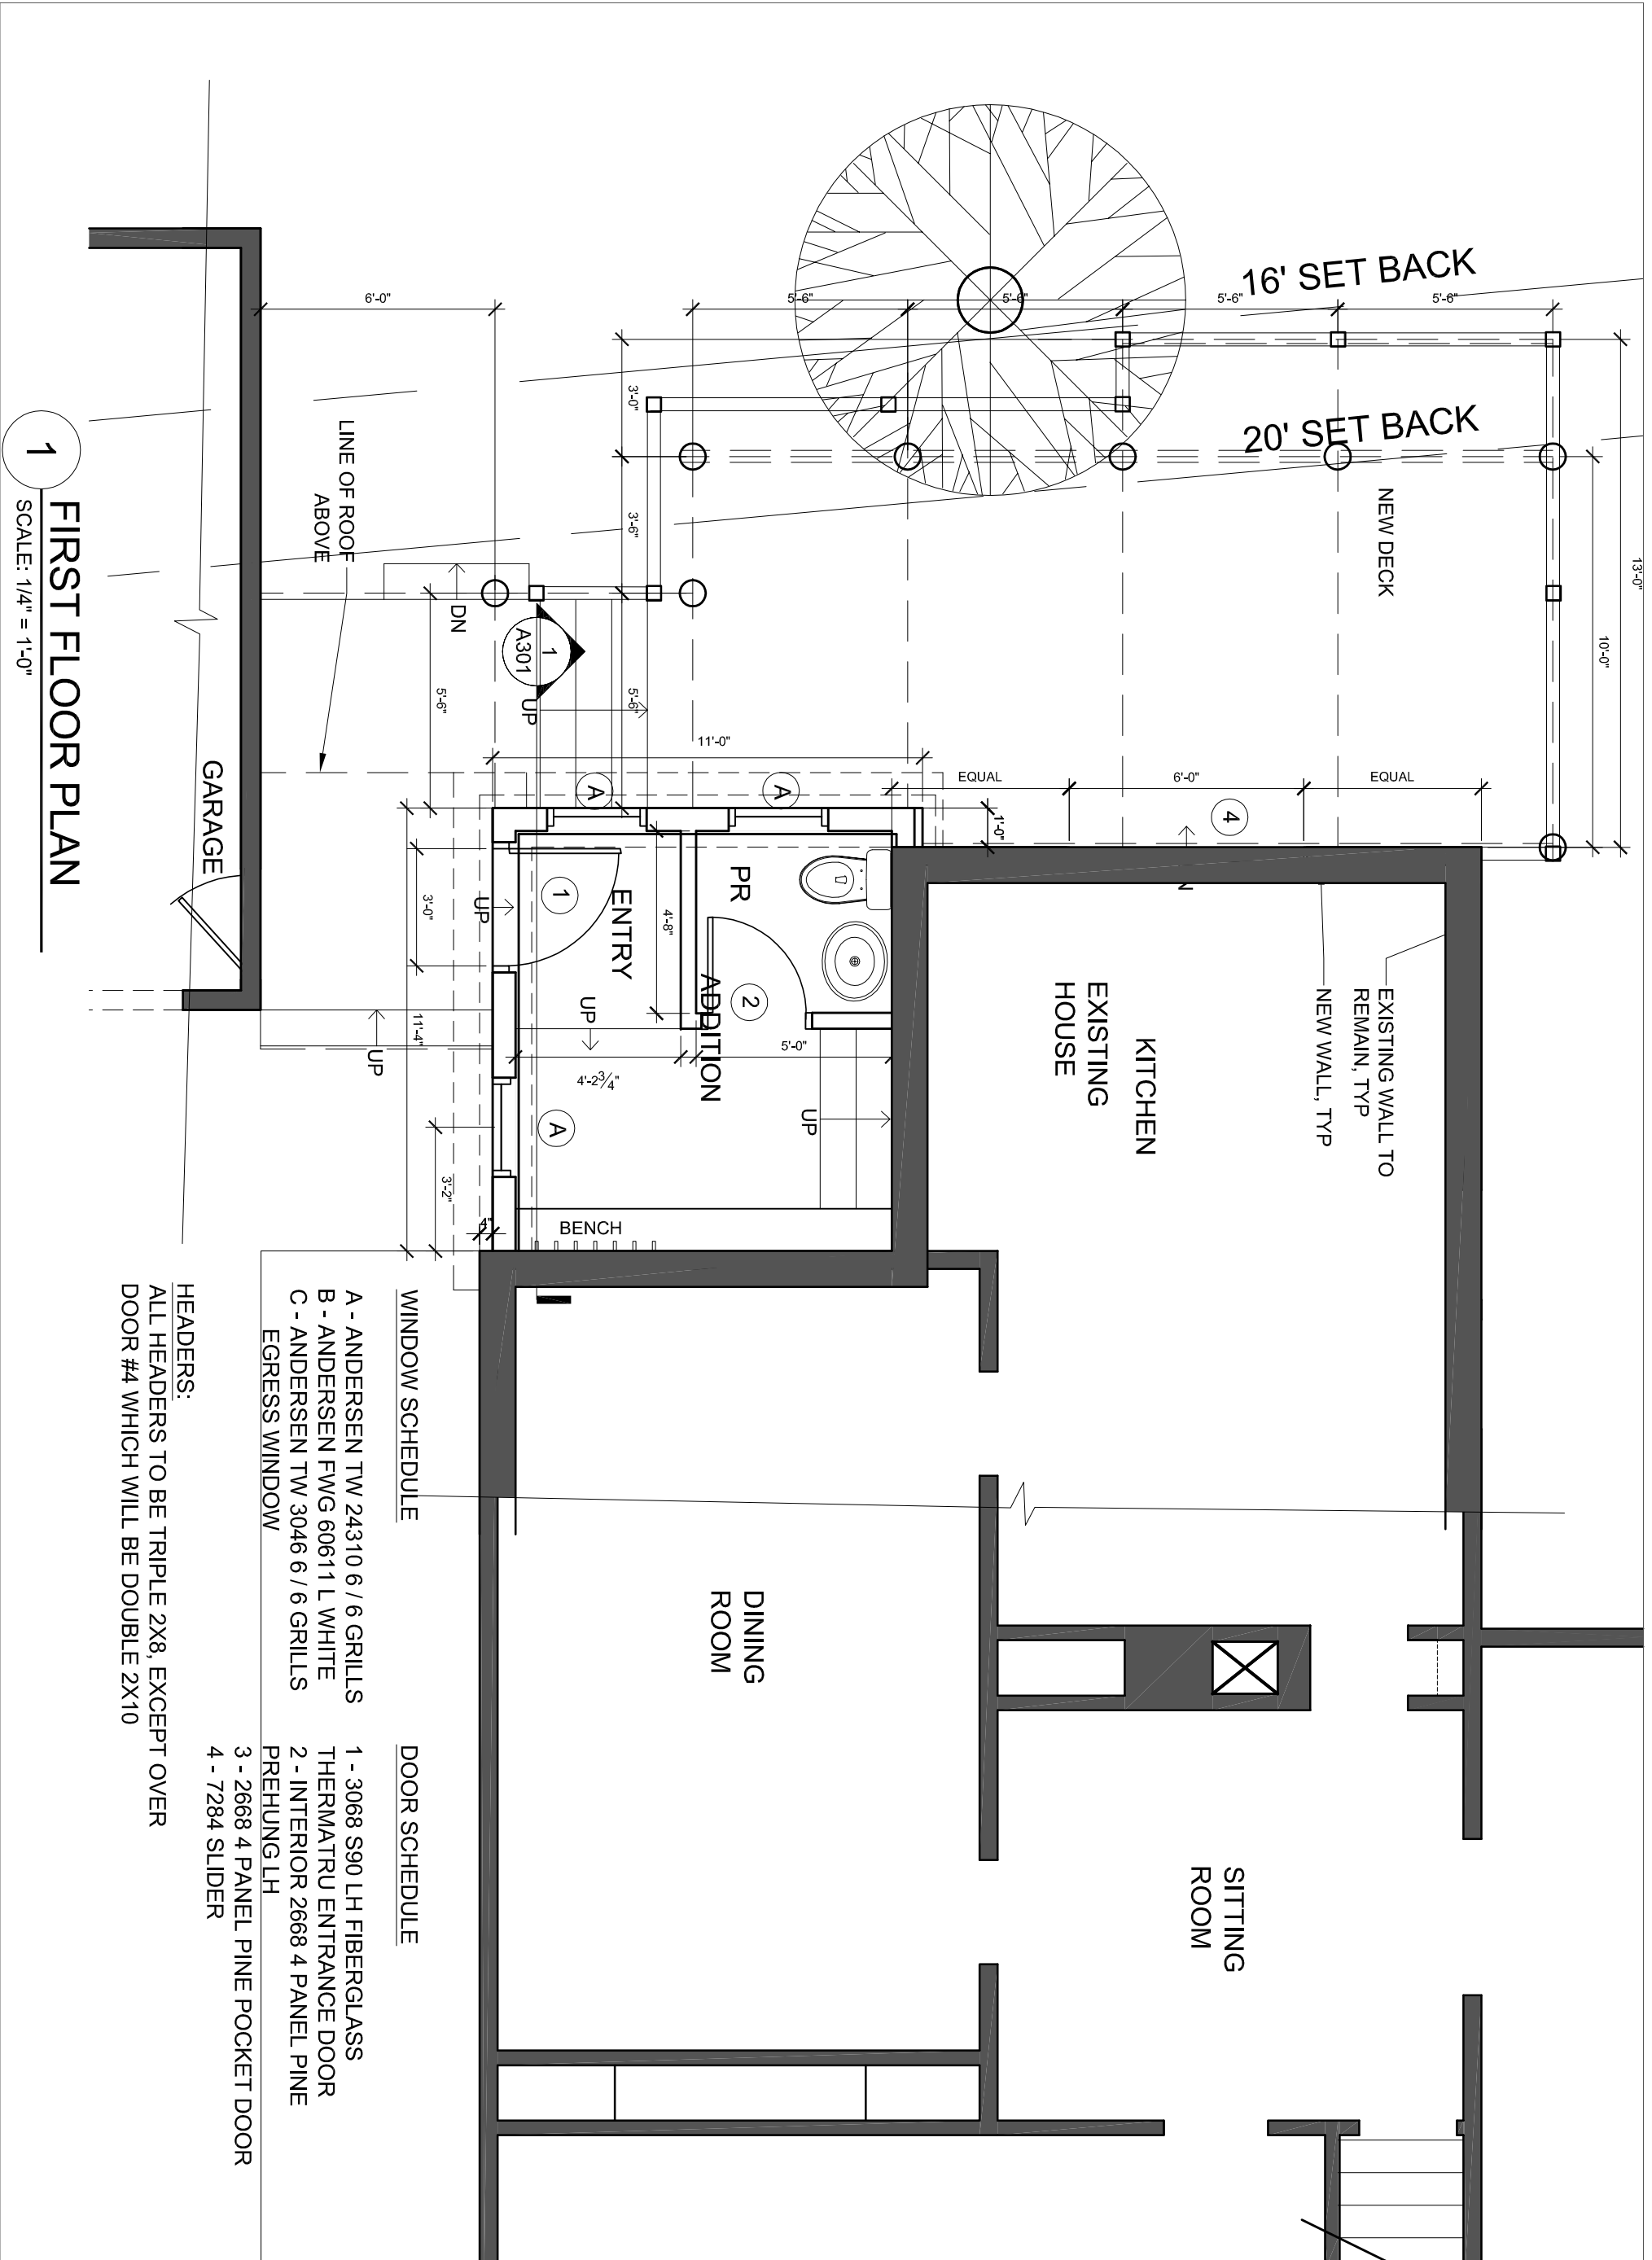 16' SET BACK
20' SET BACK
6'-0"
5'-6"
5'-6"
5'-6"
5'-6"
3'-0"
3'-6"
5'-6"
5'-6"
13'-0"
10'-0"
NEW DECK
LINE OF ROOF
ABOVE
DN
1
A301
UP
11'-0"
EQUAL
6'-0"
EQUAL
1'-0"
4
N
A
A
GARAGE
UP
UP
3'-0"
11'-4"
3'-2"
4"
1
ENTRY
4'-8"
PR
2
ADDITION
UP
5'-0"
4'-2 3/4"
A
UP
BENCH
KITCHEN
EXISTING
HOUSE
EXISTING WALL TO
REMAIN, TYP
NEW WALL, TYP
DINING
ROOM
SITTING
ROOM
WINDOW SCHEDULE
A - ANDERSEN TW 24310 6 / 6 GRILLS
B - ANDERSEN FWG 60611 L WHITE
C - ANDERSEN TW 3046 6 / 6 GRILLS
EGRESS WINDOW
DOOR SCHEDULE
1 - 3068 S90 LH FIBERGLASS
THERMATRU ENTRANCE DOOR
2 - INTERIOR 2668 4 PANEL PINE
PREHUNG LH
3 - 2668 4 PANEL PINE POCKET DOOR
4 - 7284 SLIDER
HEADERS:
ALL HEADERS TO BE TRIPLE 2X8, EXCEPT OVER
DOOR #4 WHICH WILL BE DOUBLE 2X10
1
FIRST FLOOR PLAN
SCALE: 1/4" = 1'-0"